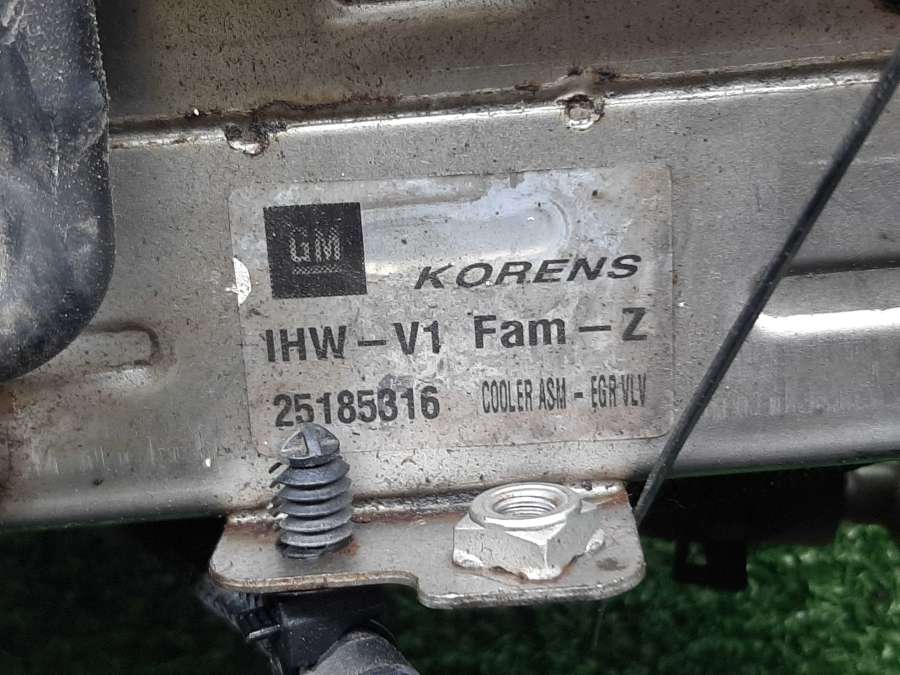 GM
KORENS
IHW-V1 Fam-Z
25185316 COOLER ASM - EGR VLV